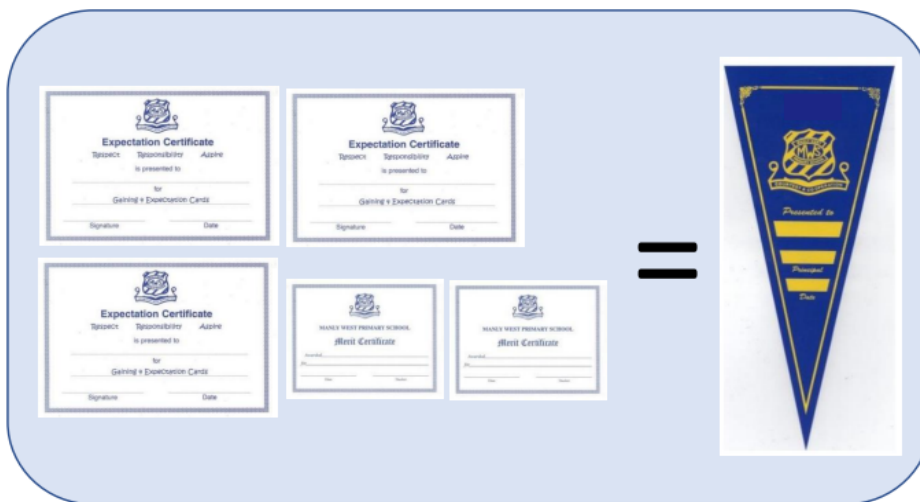 Expectation Certificate
Respect Responsibility Aspire
is presented to
for
Gaining 4 Expectation Cards
Signature Date
Expectation Certificate
Respect Responsibility Aspire
is presented to
for
Gaining 4 Expectation Cards
Signature Date
Expectation Certificate
Respect Responsibility Aspire
is presented to
for
Gaining 4 Expectation Cards
Signature Date
MANLY WEST PRIMARY SCHOOL
Merit Certificate
MANLY WEST PRIMARY SCHOOL
Merit Certificate
=
MWS
COURTESY & CO-OPERATION
Presented to
Principal
Date